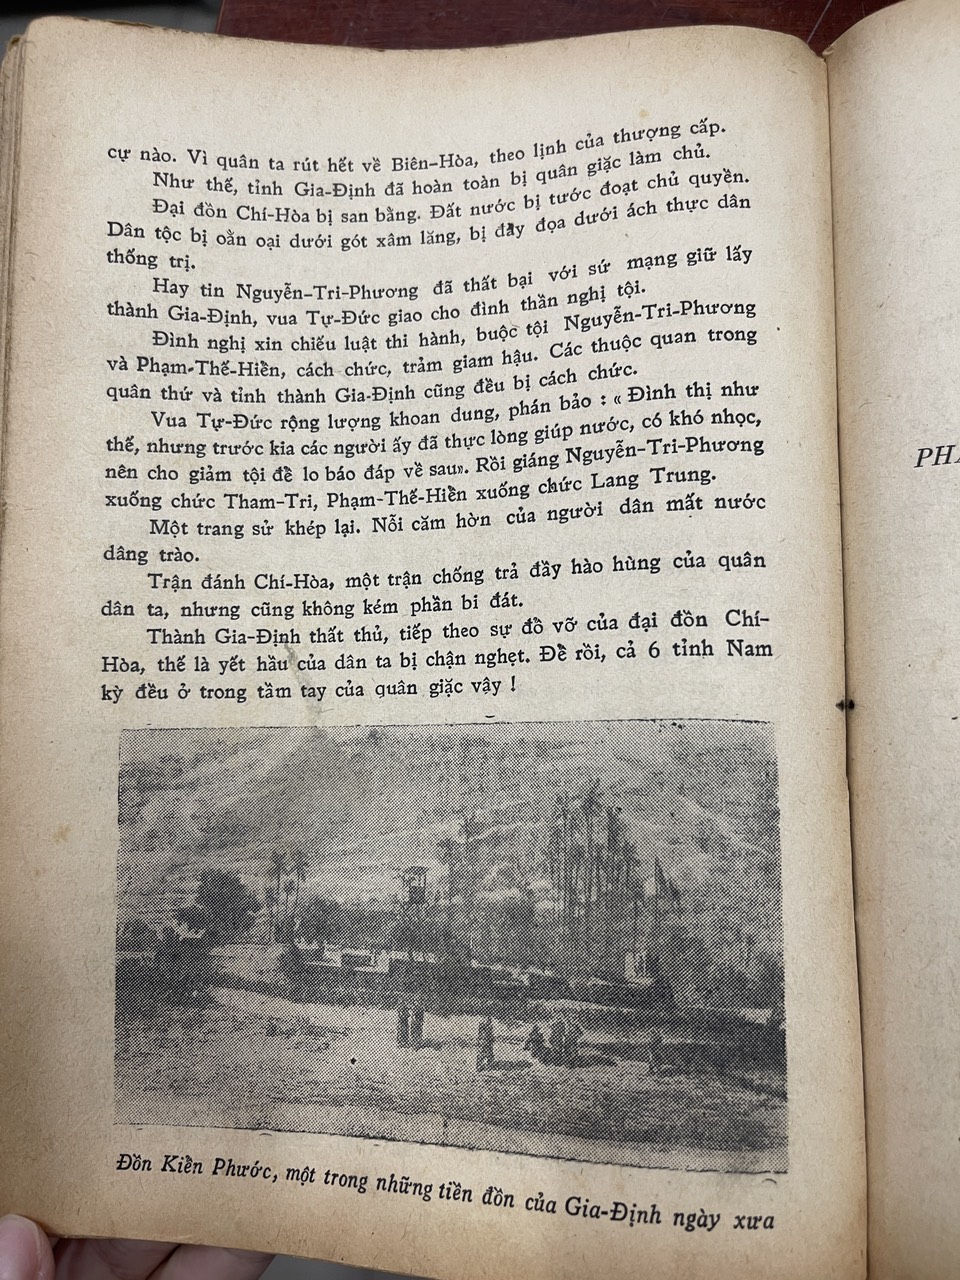 cự nào. Vì quân ta rút hết về Biên-Hòa, theo lịnh của thượng cấp.
Như thế, tỉnh Gia-Định đã hoàn toàn bị quân giặc làm chủ.
Đại đồn Chí-Hòa bị san bằng. Đất nước bị tước đoạt chủ quyền.
Dân tộc bị oằn oại dưới gót xâm lăng, bị đầy đọa dưới ách thực dân
thống trị.
Hay tin Nguyễn-Tri-Phương đã thất bại với sứ mạng giữ lấy
thành Gia-Định, vua Tự-Đức giao cho đình thần nghị tội.
Đình nghị xin chiếu luật thi hành, buộc tội Nguyễn-Tri-Phương
và Phạm-Thế-Hiền, cách chức, trảm giam hậu. Các thuộc quan trong
quân thứ và tỉnh thành Gia-Định cũng đều bị cách chức.
Vua Tự-Đức rộng lượng khoan dung, phán bảo : « Đình thị như
thế, nhưng trước kia các người ấy đã thực lòng giúp nước, có khó nhọc,
nên cho giảm tội để lo báo đáp về sau». Rồi giáng Nguyễn-Tri-Phương
xuống chức Tham-Tri, Phạm-Thế-Hiền xuống chức Lang Trung.
Một trang sử khép lại. Nỗi căm hờn của người dân mất nước
dâng trào.
Trận đánh Chí-Hòa, một trận chống trả đầy hào hùng của quân
dân ta, nhưng cũng không kém phần bi đát.
Thành Gia-Định thất thủ, tiếp theo sự đổ vỡ của đại đồn Chí-
Hòa, thế là yết hầu của dân ta bị chận nghẹt. Để rồi, cả 6 tỉnh Nam
kỳ đều ở trong tầm tay của quân giặc vậy !
Đồn Kiền Phước, một trong những tiền đồn của Gia-Định ngày xưa